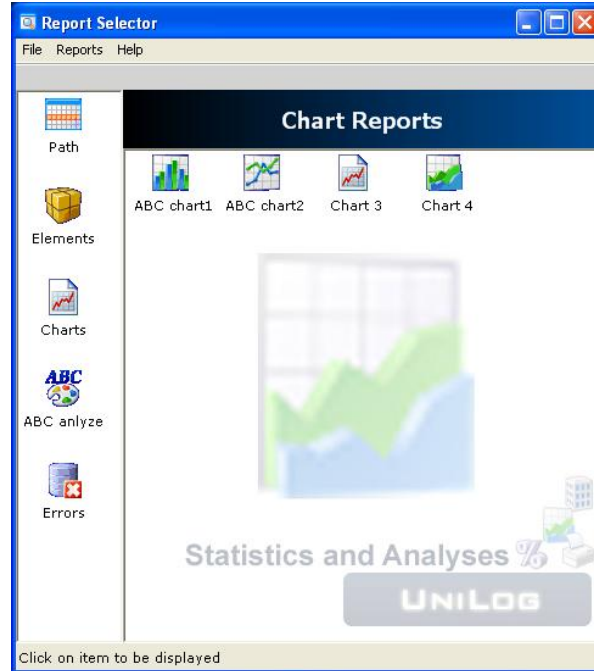 Report Selector
File Reports Help
Chart Reports
Path
Elements
Charts
ABC
ABC anlyze
Errors
ABC chart1 ABC chart2 Chart 3 Chart 4
Statistics and Analyses %
UNILOG
Click on item to be displayed